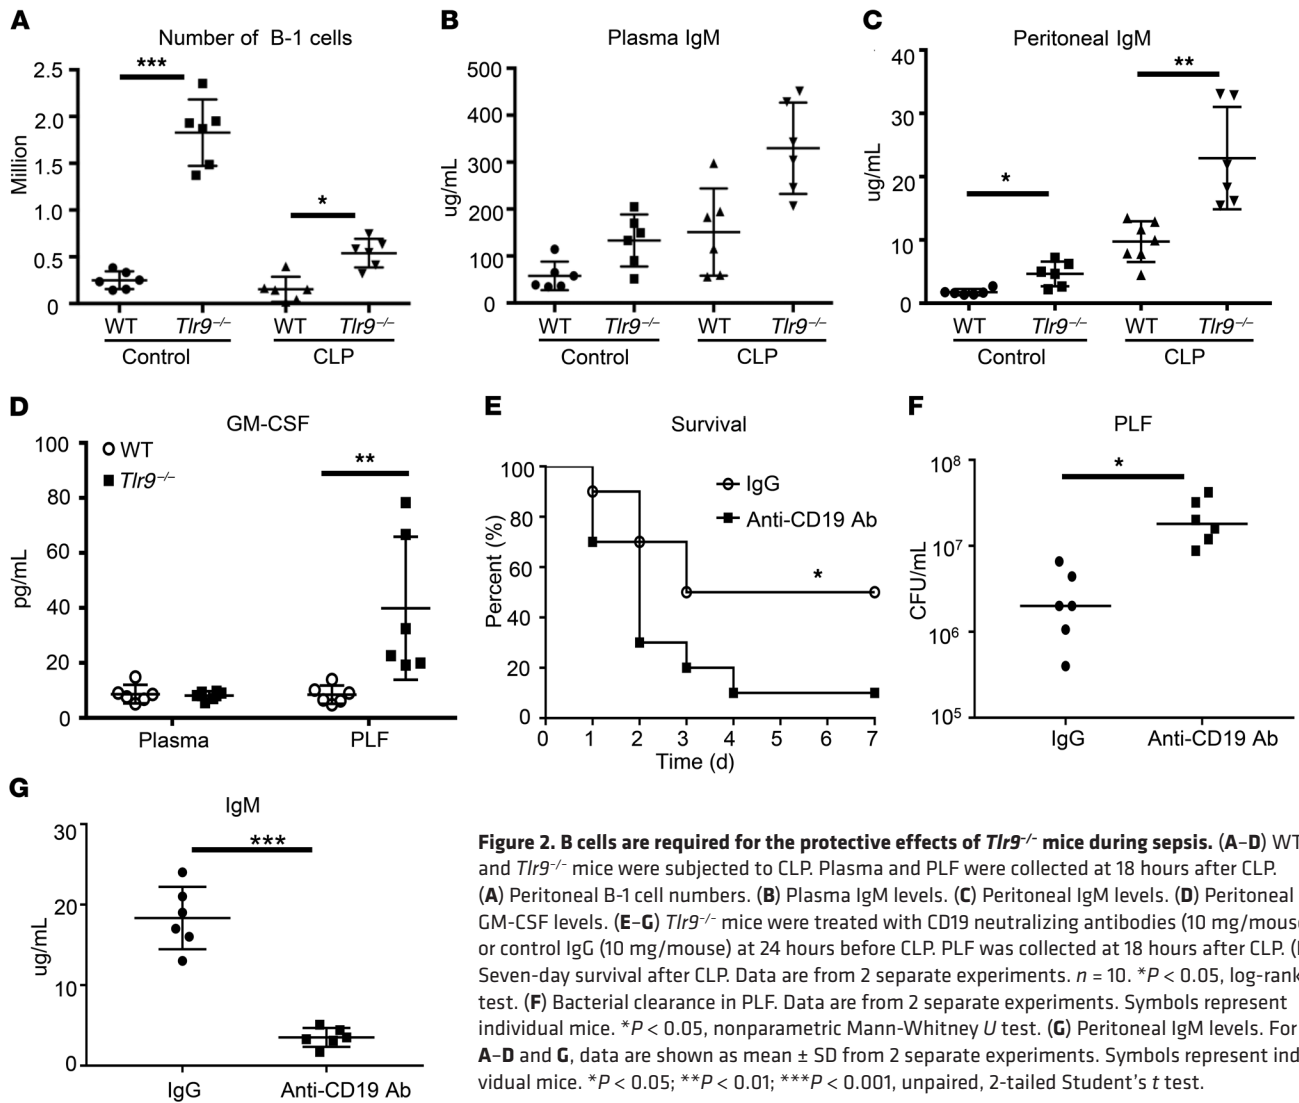 A
Number of B-1 cells
Million
2.5
2.0
1.5
1.0
0.5
0
***
*
WT
Tlr9–/–
WT
Tlr9–/–
Control
CLP
B
Plasma IgM
ug/mL
500
400
300
200
100
0
WT
Tlr9–/–
WT
Tlr9–/–
Control
CLP
C
Peritoneal IgM
ug/mL
40
30
20
10
0
*
**
WT
Tlr9–/–
WT
Tlr9–/–
Control
CLP
D
GM-CSF
pg/mL
100
80
60
40
20
0
WT
Tlr9–/–
**
Plasma
PLF
E
Survival
Percent (%)
100
80
60
40
20
0
IgG
Anti-CD19 Ab
*
0 1 2 3 4 5 6 7
Time (d)
F
PLF
CFU/mL
10^8
10^7
10^6
10^5
*
IgG
Anti-CD19 Ab
G
IgM
ug/mL
30
20
10
0
***
IgG
Anti-CD19 Ab
Figure 2. B cells are required for the protective effects of Tlr9–/– mice during sepsis. (A–D) WT
and Tlr9–/– mice were subjected to CLP. Plasma and PLF were collected at 18 hours after CLP.
(A) Peritoneal B-1 cell numbers. (B) Plasma IgM levels. (C) Peritoneal IgM levels. (D) Peritoneal
GM-CSF levels. (E–G) Tlr9–/– mice were treated with CD19 neutralizing antibodies (10 mg/mouse
or control IgG (10 mg/mouse) at 24 hours before CLP. PLF was collected at 18 hours after CLP. (
Seven-day survival after CLP. Data are from 2 separate experiments. n = 10. *P < 0.05, log-rank
test. (F) Bacterial clearance in PLF. Data are from 2 separate experiments. Symbols represent
individual mice. *P < 0.05, nonparametric Mann-Whitney U test. (G) Peritoneal IgM levels. For
A–D and G, data are shown as mean ± SD from 2 separate experiments. Symbols represent ind
vidual mice. *P < 0.05; **P < 0.01; ***P < 0.001, unpaired, 2-tailed Student's t test.